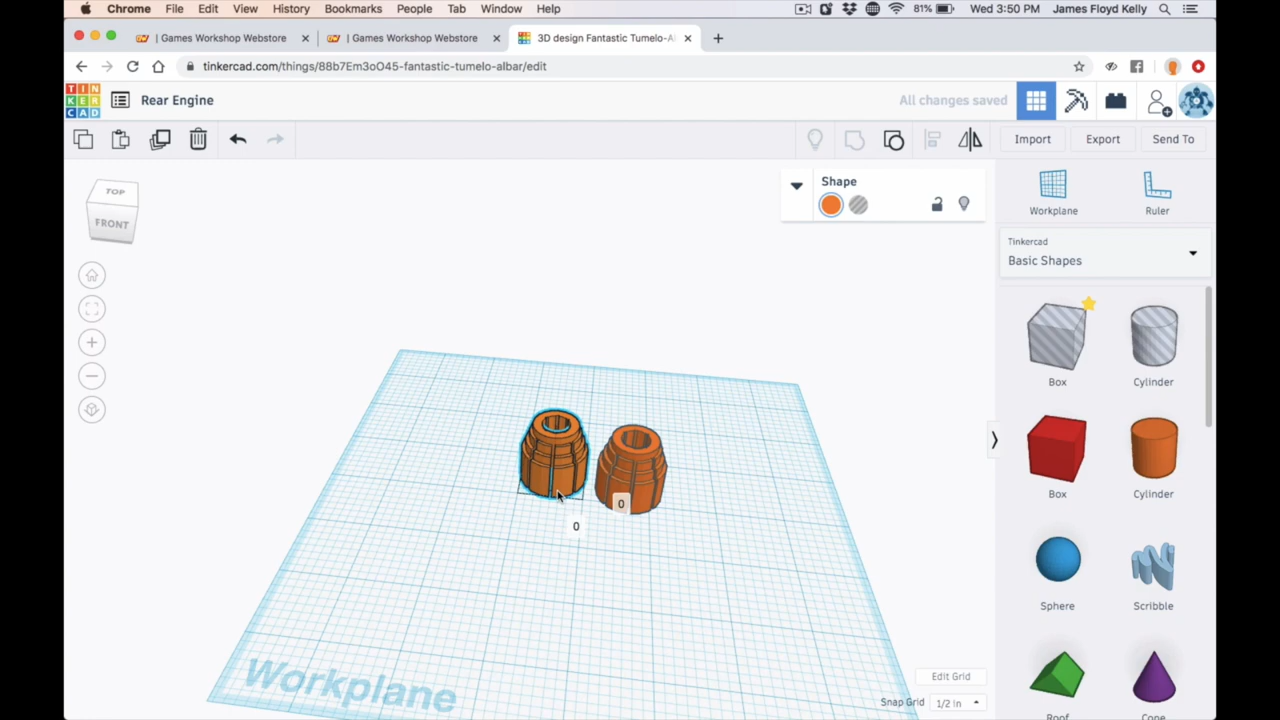 Chrome File Edit View History Bookmarks People Tab Window Help 81% Wed 3:50 PM James Floyd Kelly
| Games Workshop Webstore | Games Workshop Webstore 3D design Fantastic Tumelo-Al
tinkercad.com/things/88b7Em3oO45-fantastic-tumelo-albar/edit
TIN
KER
CAD
Rear Engine
All changes saved
Import Export Send To
TOP
FRONT
Shape
Workplane Ruler
Tinkercad
Basic Shapes
Box Cylinder
Box Cylinder
0
0
Sphere Scribble
Workplane
Edit Grid
Snap Grid 1/2 in
Roof Cone